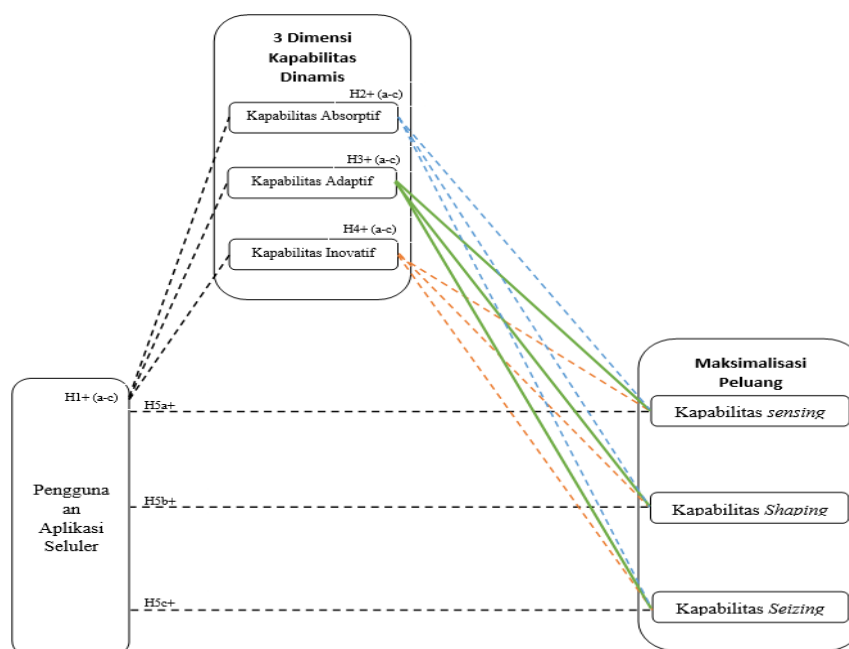 3 Dimensi
Kapabilitas
Dinamis
H2+ (a-c)
Kapabilitas Absorptif
H3+ (a-c)
Kapabilitas Adaptif
H4+ (a-c)
Kapabilitas Inovatif
Maksimalisasi
Peluang
H1+ (a-c)
H5a+
Kapabilitas sensing
Pengguna
an
Aplikasi
Seluler
H5b+
Kapabilitas Shaping
H5c+
Kapabilitas Seizing